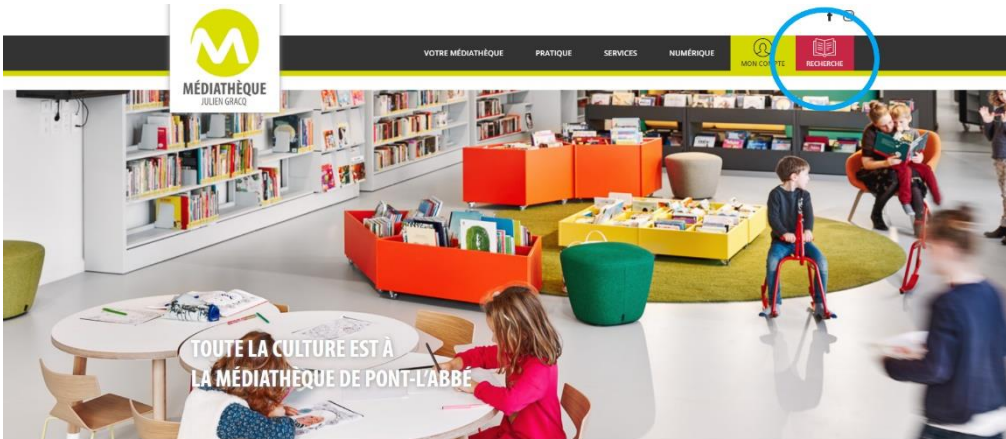 VOTRE MÉDIATHÈQUE PRATIQUE SERVICES NUMÉRIQUE MON COMPTE RECHERCHE
MÉDIATHÈQUE
JULIEN GRACQ
TOUTE LA CULTURE EST À
LA MÉDIATHÈQUE DE PONT-L'ABBÉ